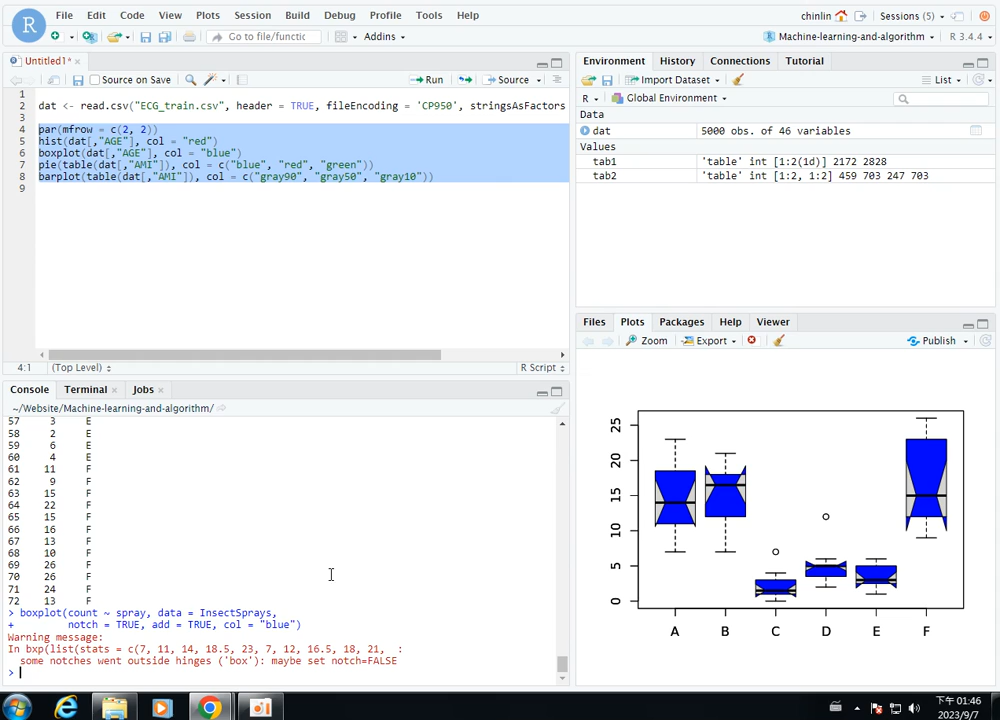 File Edit Code View Plots Session Build Debug Profile Tools Help
chinlin Sessions (5)
R
Go to file/functic Addins
Machine-learning-and-algorithm R 3.4.4
Untitled1*
Source on Save Run Source
1
2 dat <- read.csv("ECG_train.csv", header = TRUE, fileEncoding = 'CP950', stringsAsFactors
3
4 par(mfrow = c(2, 2))
5 hist(dat[,"AGE"], col = "red")
6 boxplot(dat[,"AGE"], col = "blue")
7 pie(table(dat[,"AMI"]), col = c("blue", "red", "green"))
8 barplot(table(dat[,"AMI"]), col = c("gray90", "gray50", "gray10"))
9
4:1 (Top Level) R Script
Console Terminal Jobs
~/Website/Machine-learning-and-algorithm/
57 3 E
58 2 E
59 6 E
60 4 E
61 11 F
62 9 F
63 15 F
64 22 F
65 15 F
66 16 F
67 13 F
68 10 F
69 26 F
70 26 F
71 24 F
72 13 F
> boxplot(count ~ spray, data = InsectSprays,
+ notch = TRUE, add = TRUE, col = "blue")
Warning message:
In bxp(list(stats = c(7, 11, 14, 18.5, 23, 7, 12, 16.5, 18, 21, :
some notches went outside hinges ('box'): maybe set notch=FALSE
>
Environment History Connections Tutorial
Import Dataset List
R Global Environment
Data
dat 5000 obs. of 46 variables
Values
tab1 'table' int [1:2(1d)] 2172 2828
tab2 'table' int [1:2, 1:2] 459 703 247 703
Files Plots Packages Help Viewer
Zoom Export Publish
25
20
15
10
5
0
A B C D E F
下午 01:46
2023/9/7